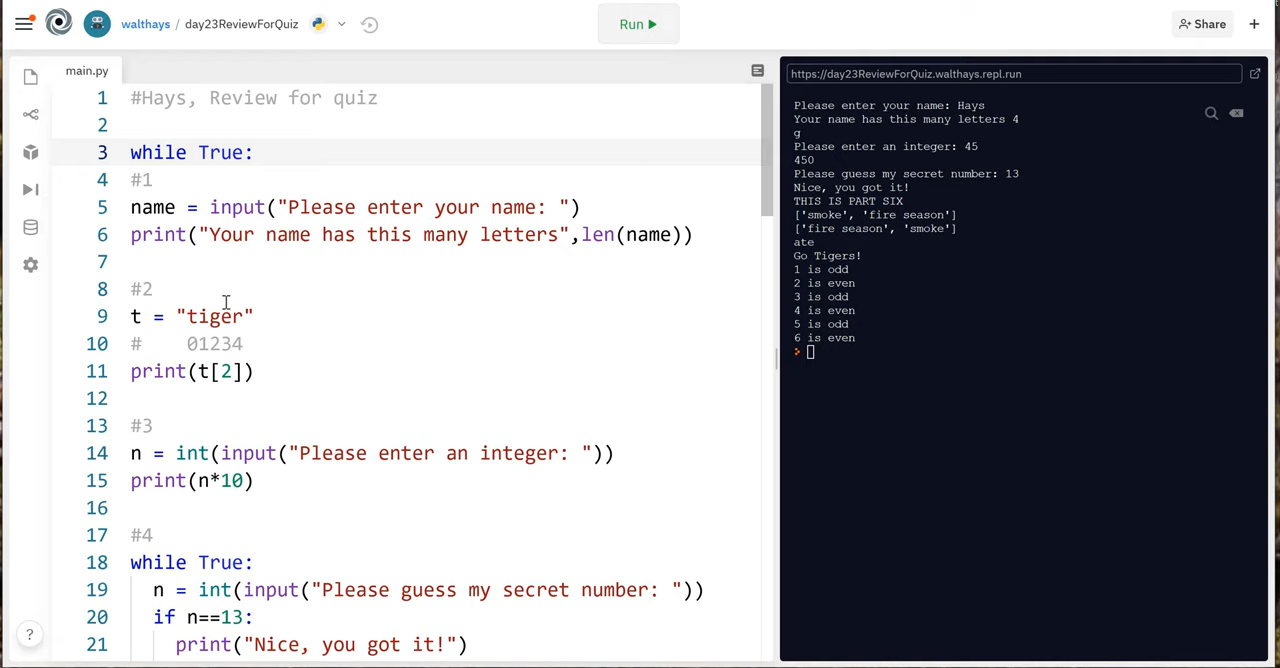 walthays / day23ReviewForQuiz
Run
Share
main.py
1 #Hays, Review for quiz
2
3 while True:
4 #1
5 name = input("Please enter your name: ")
6 print("Your name has this many letters",len(name))
7
8 #2
9 t = "tiger"
10 #    01234
11 print(t[2])
12
13 #3
14 n = int(input("Please enter an integer: "))
15 print(n*10)
16
17 #4
18 while True:
19   n = int(input("Please guess my secret number: "))
20   if n==13:
21     print("Nice, you got it!")
?
https://day23ReviewForQuiz.walthays.repl.run
Please enter your name: Hays
Your name has this many letters 4
g
Please enter an integer: 45
450
Please guess my secret number: 13
Nice, you got it!
THIS IS PART SIX
['smoke', 'fire season']
['fire season', 'smoke']
ate
Go Tigers!
1 is odd
2 is even
3 is odd
4 is even
5 is odd
6 is even